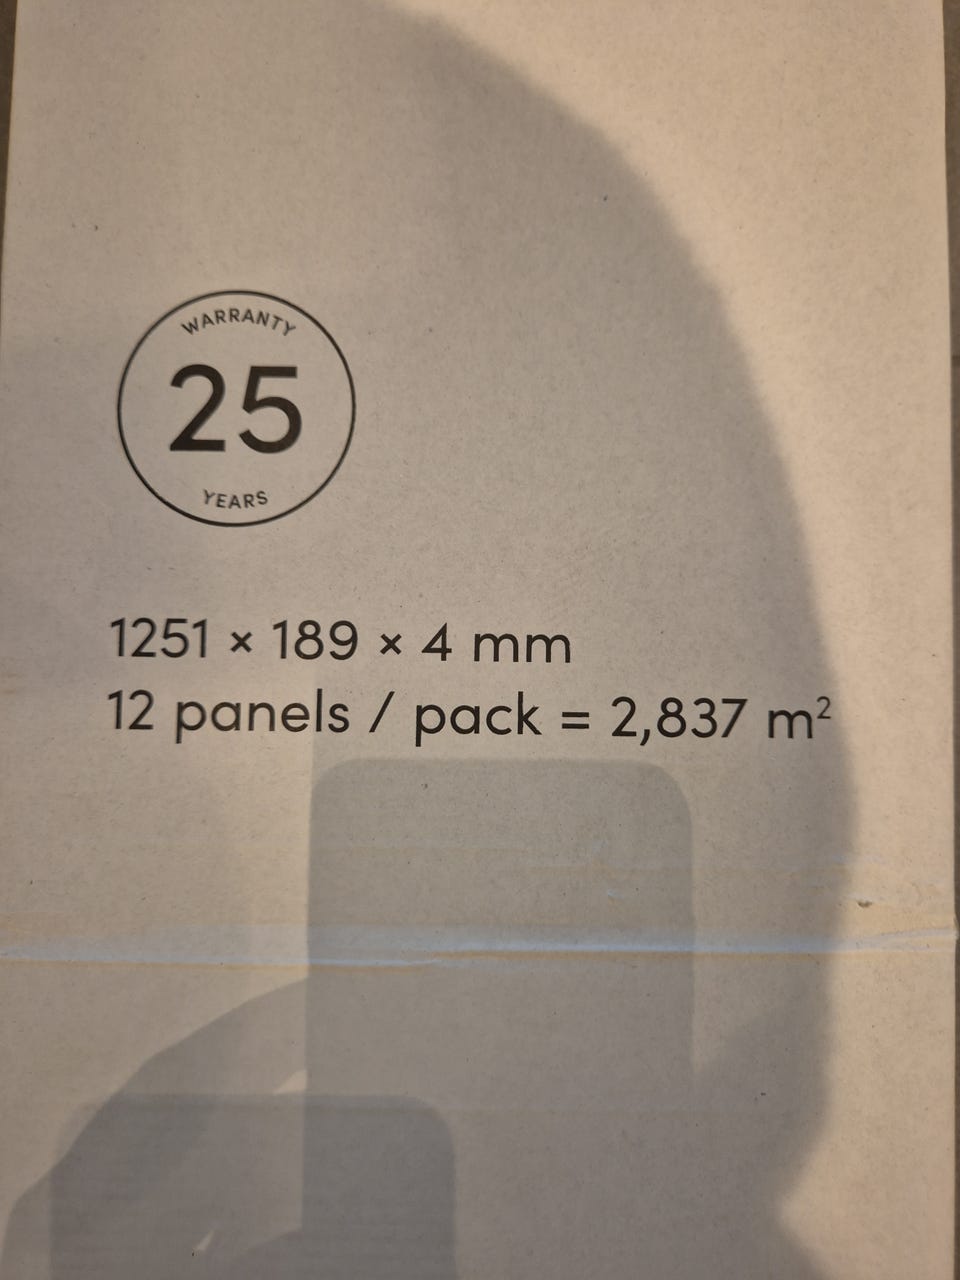 WARRANTY
25
YEARS
1251 × 189 × 4 mm
12 panels / pack = 2,837 m²